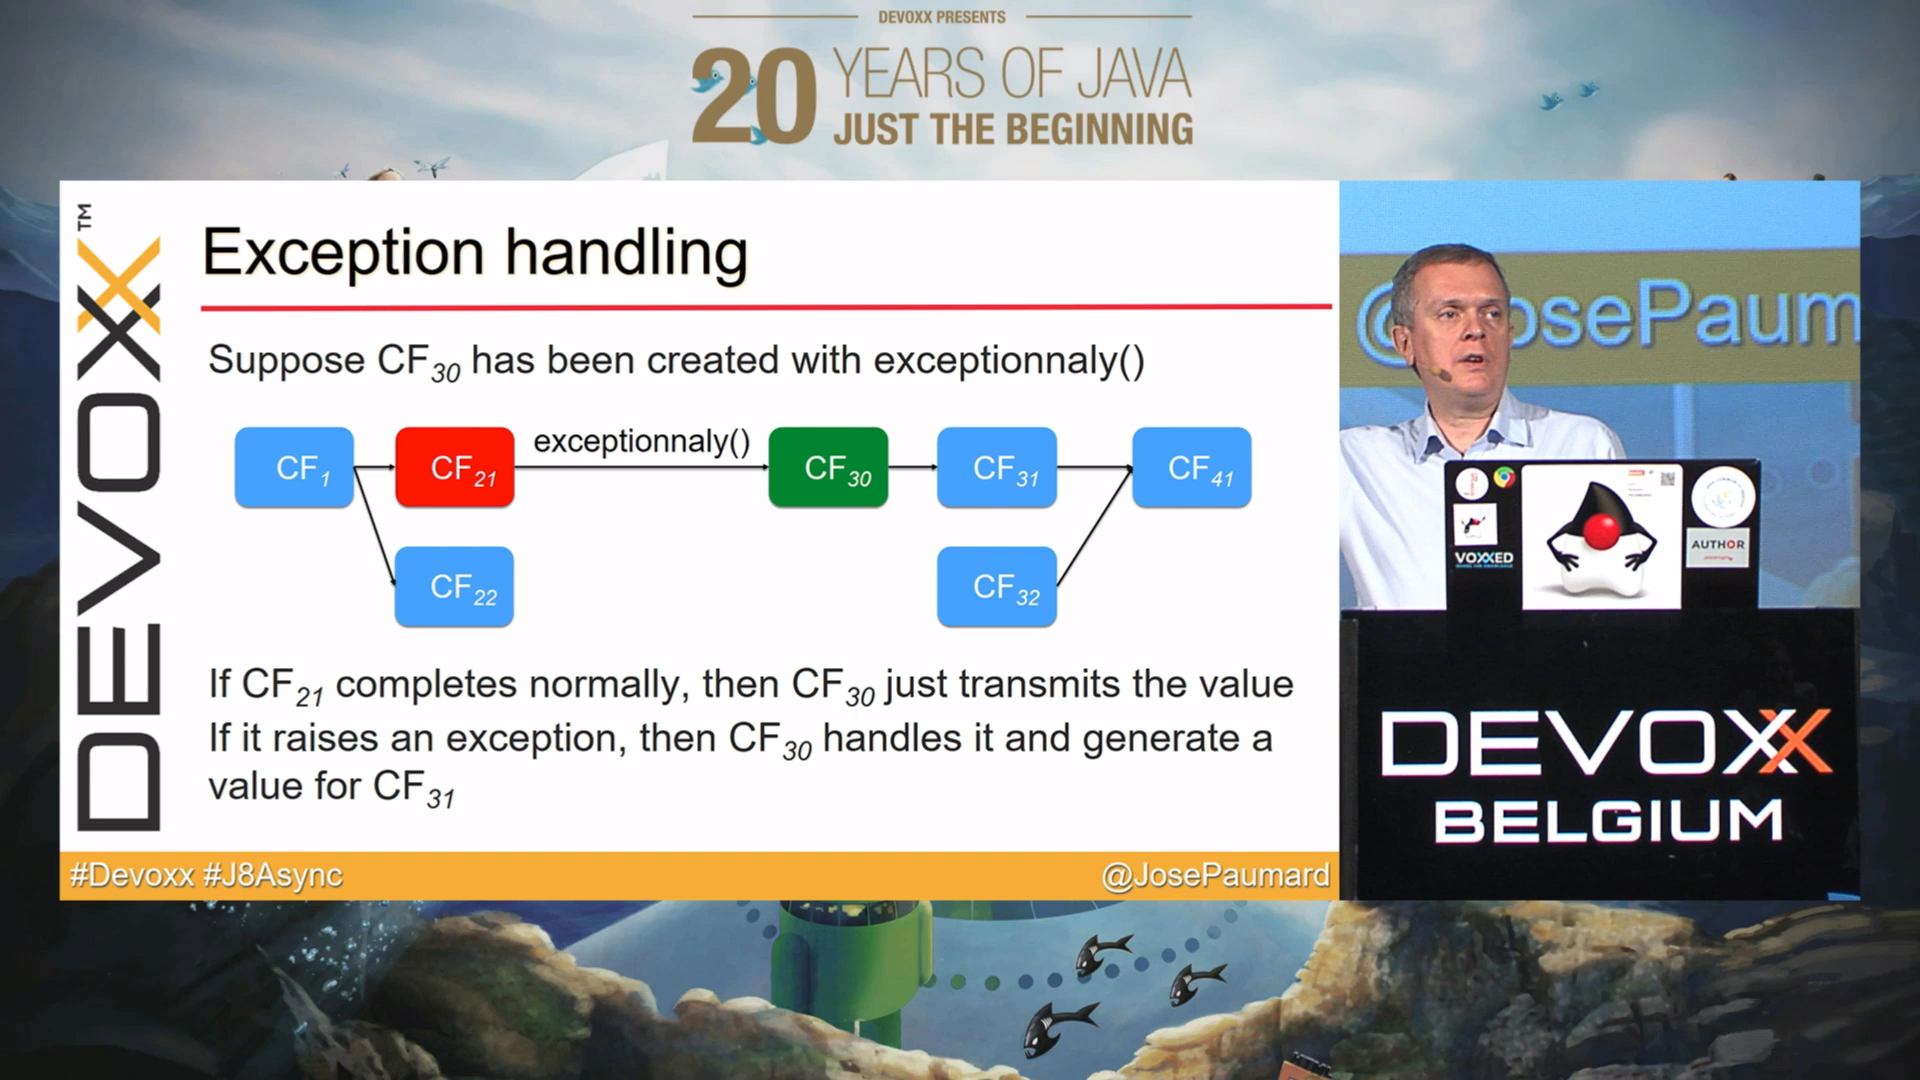 DEVOXX PRESENTS
20 YEARS OF JAVA
JUST THE BEGINNING
DEVOXX™
Exception handling
Suppose CF30 has been created with exceptionnaly()
CF1
CF21
exceptionnaly()
CF30
CF31
CF41
CF22
CF32
If CF21 completes normally, then CF30 just transmits the value
If it raises an exception, then CF30 handles it and generate a
value for CF31
#Devoxx #J8Async
@JosePaumard
@JosePaum
VOXXED
AUTHOR
DEVOXX
BELGIUM